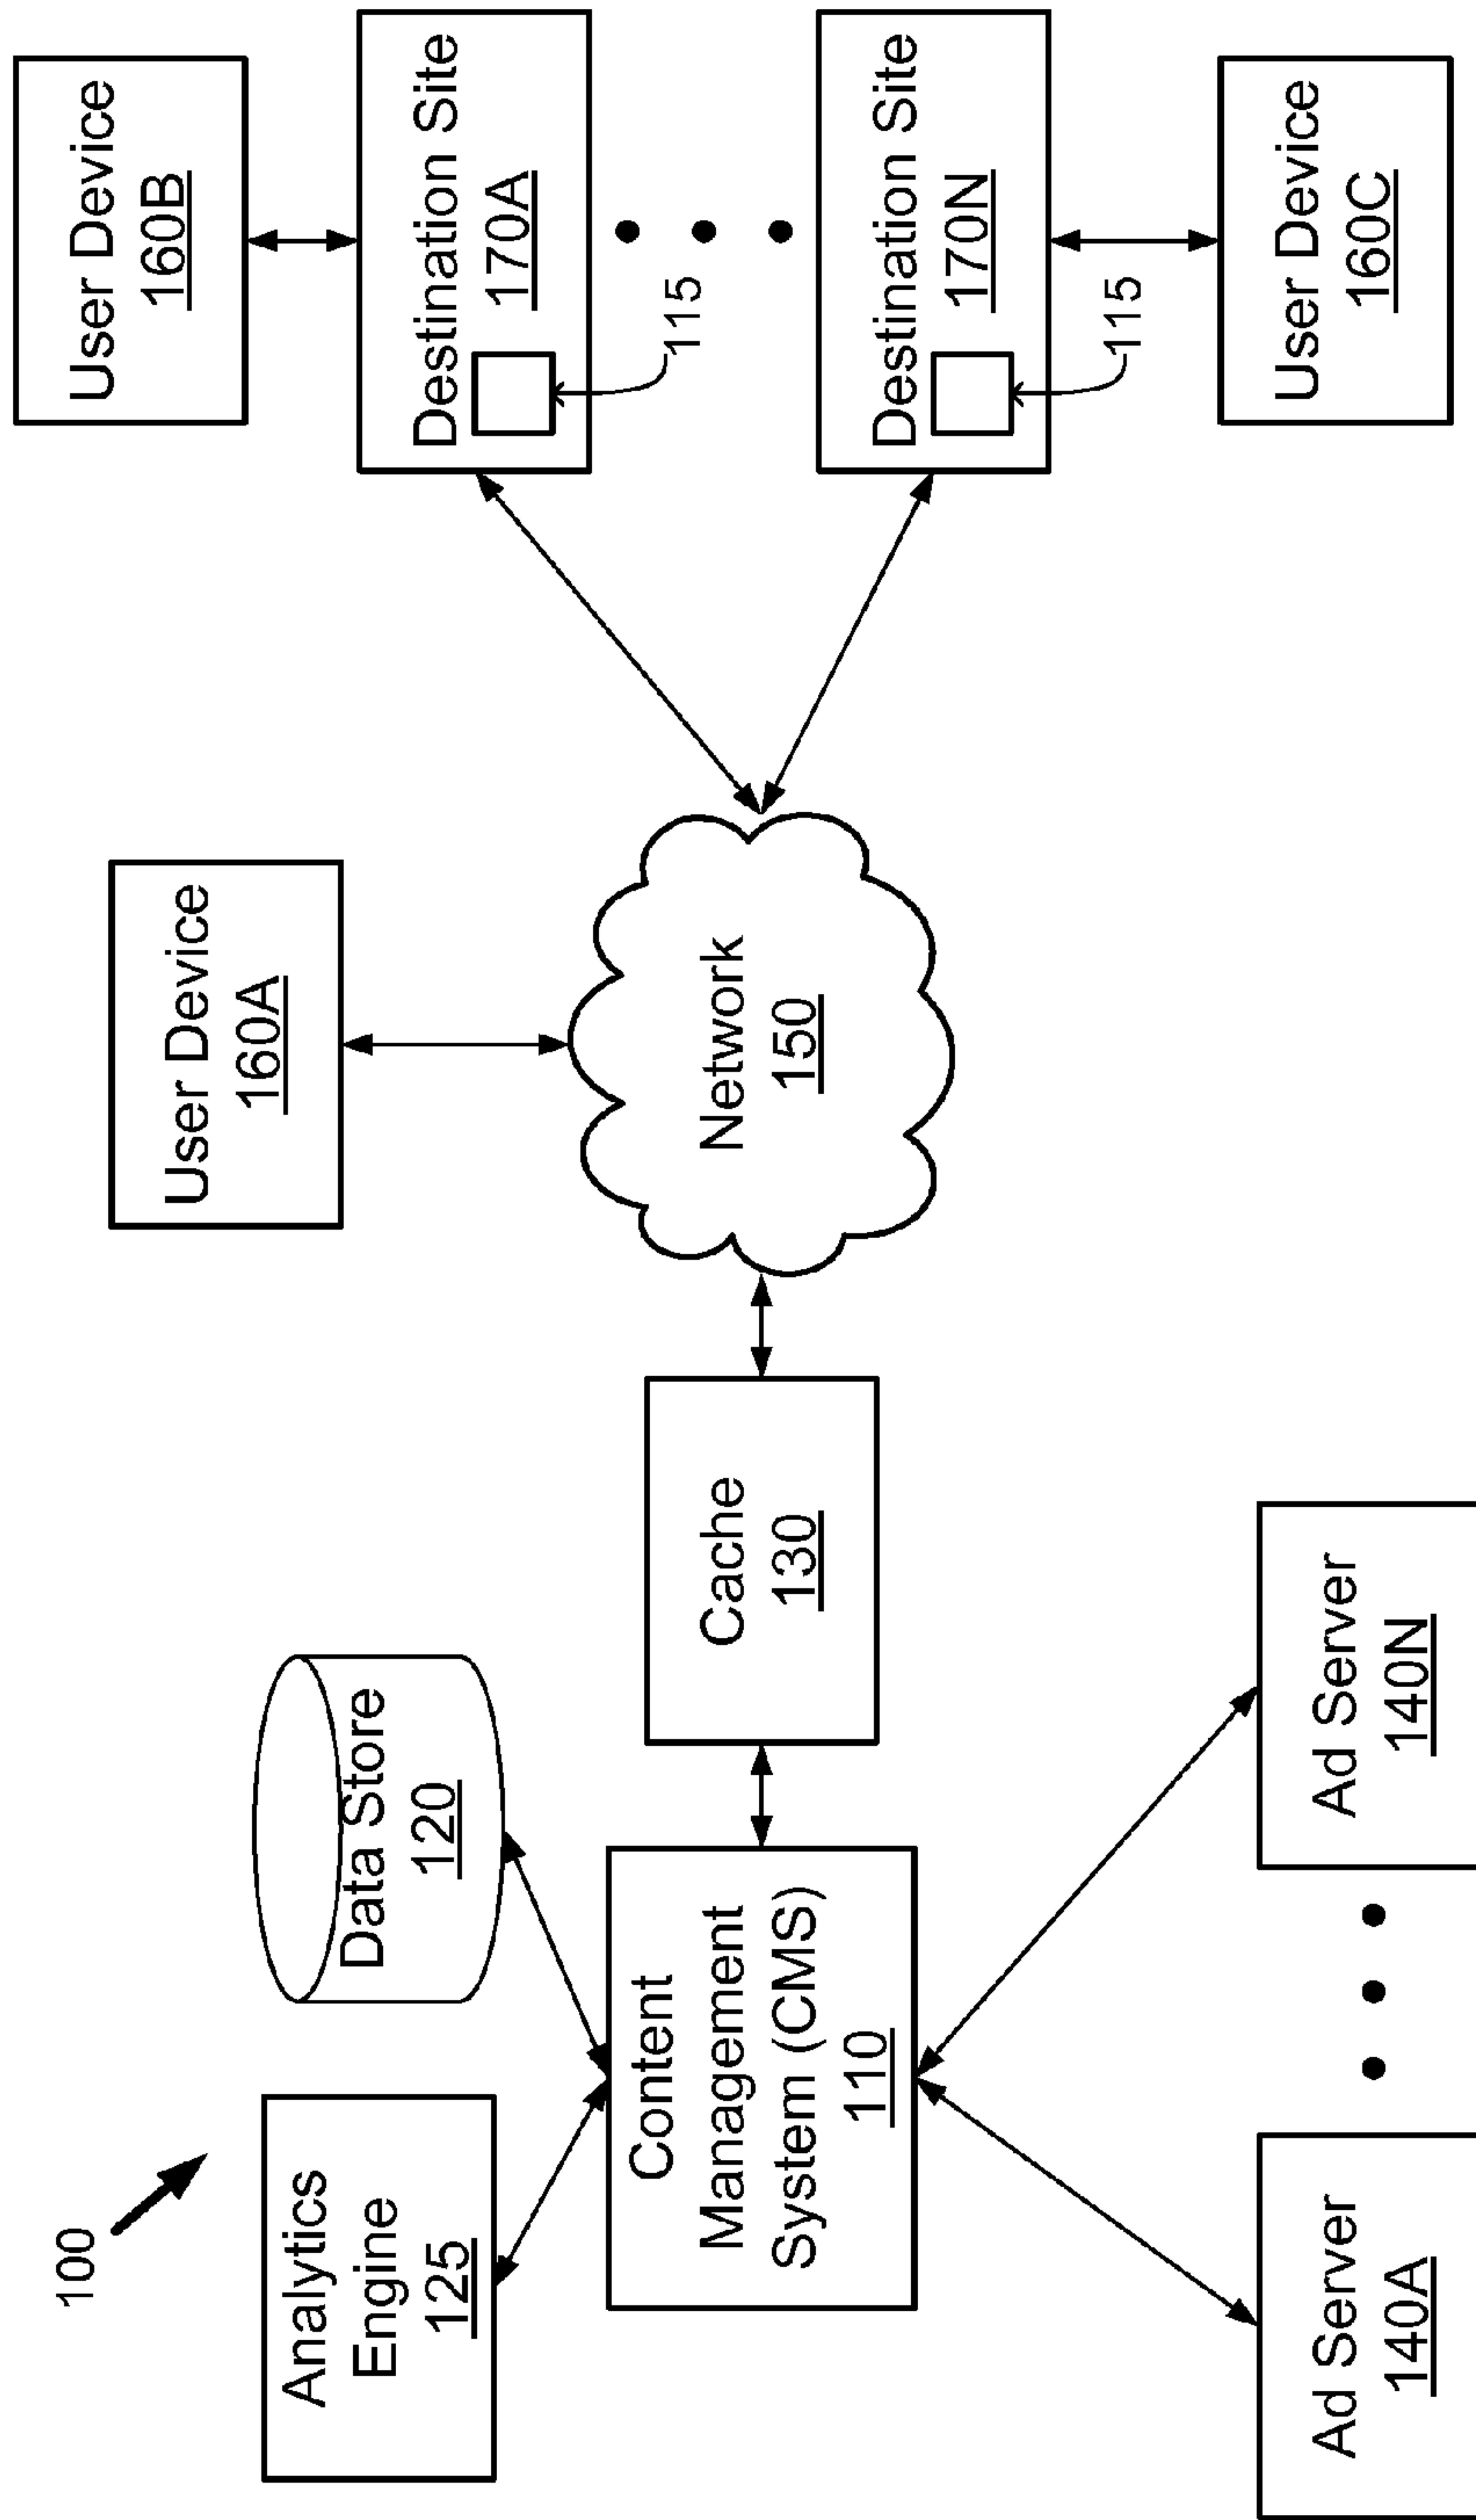 100
Analytics
Engine
125
Data Store
120
Content
Management
System (CMS)
110
Cache
130
Ad Server
140A
Ad Server
140N
User Device
160A
Network
150
User Device
160B
Destination Site
170A
115
Destination Site
170N
115
User Device
160C